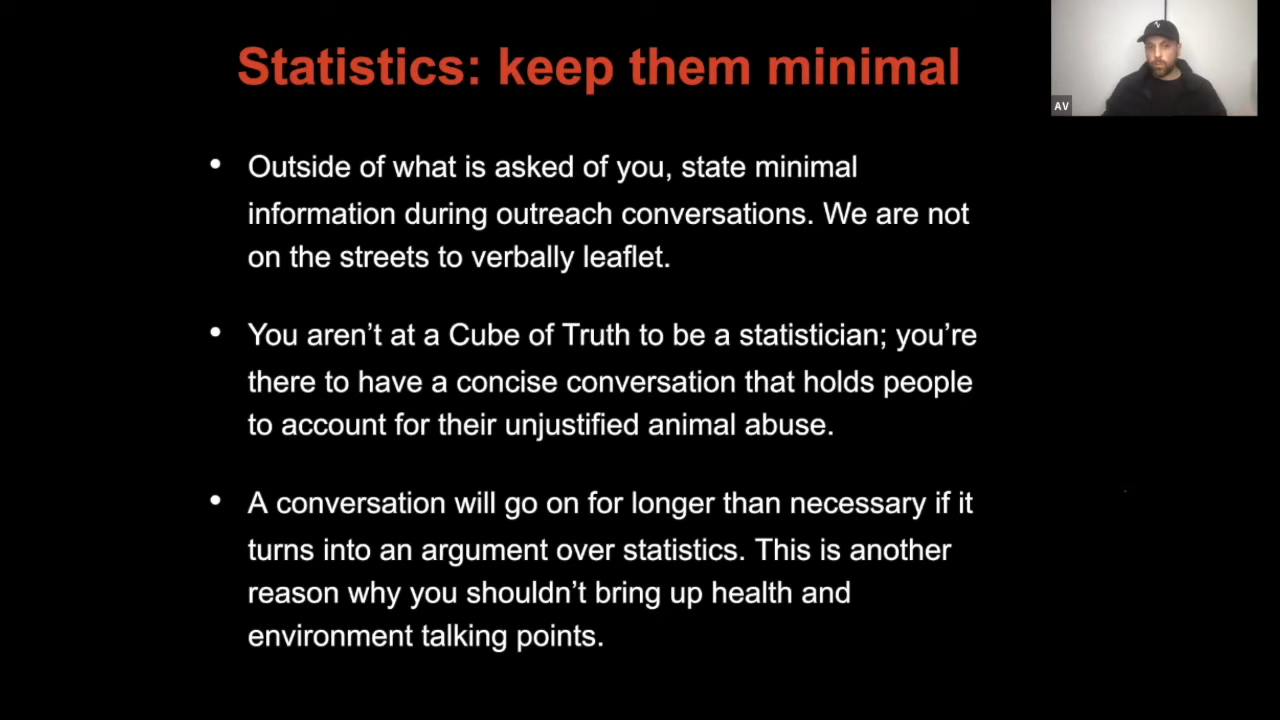 Statistics: keep them minimal
AV
• Outside of what is asked of you, state minimal
information during outreach conversations. We are not
on the streets to verbally leaflet.
• You aren’t at a Cube of Truth to be a statistician; you’re
there to have a concise conversation that holds people
to account for their unjustified animal abuse.
• A conversation will go on for longer than necessary if it
turns into an argument over statistics. This is another
reason why you shouldn’t bring up health and
environment talking points.